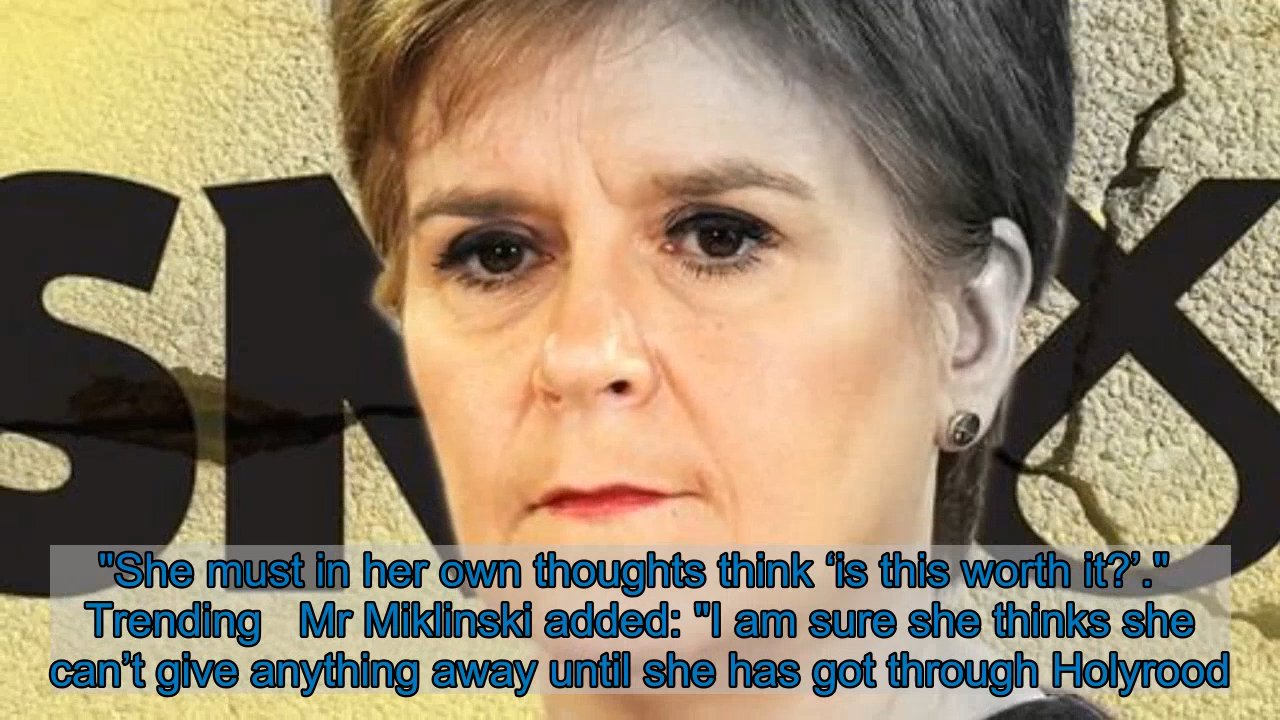 SN
"She must in her own thoughts think ‘is this worth it?’."
Trending Mr Miklinski added: "I am sure she thinks she
can’t give anything away until she has got through Holyrood